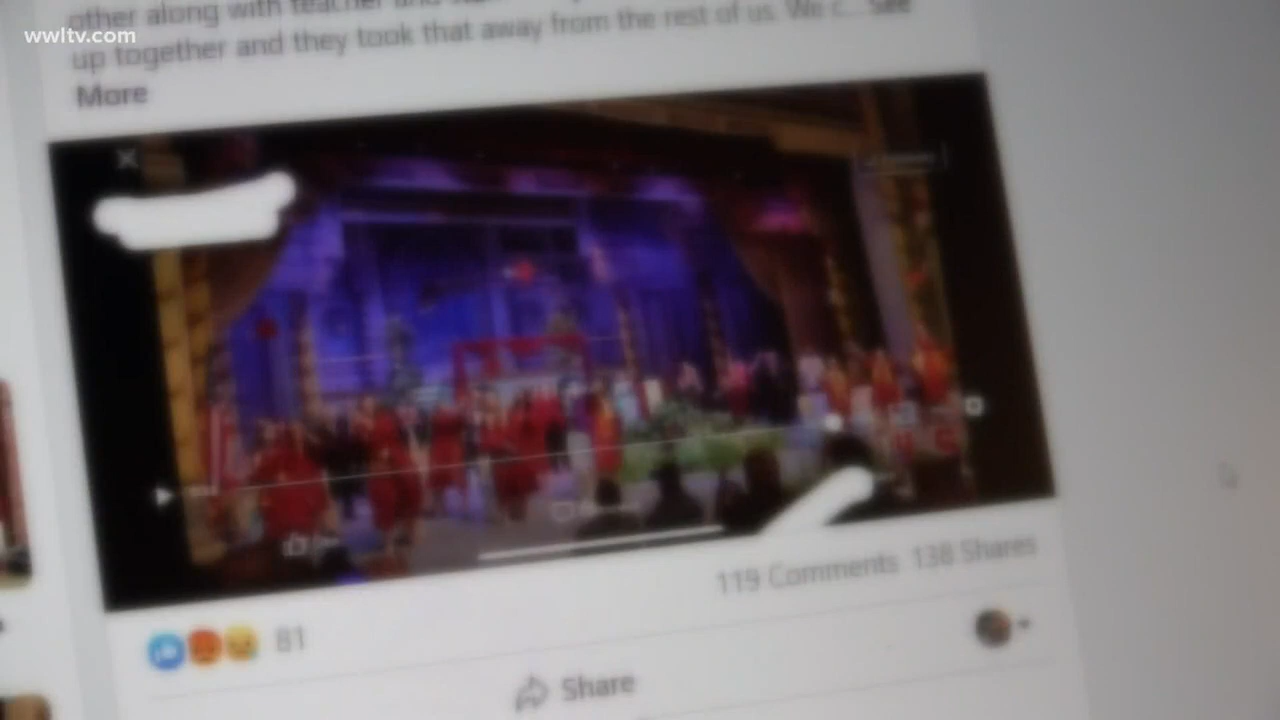 other along with teacher and
wwltv.com
up together and they took that away from the rest of us. We c... See
More
119 Comments 138 Shares
81
Share